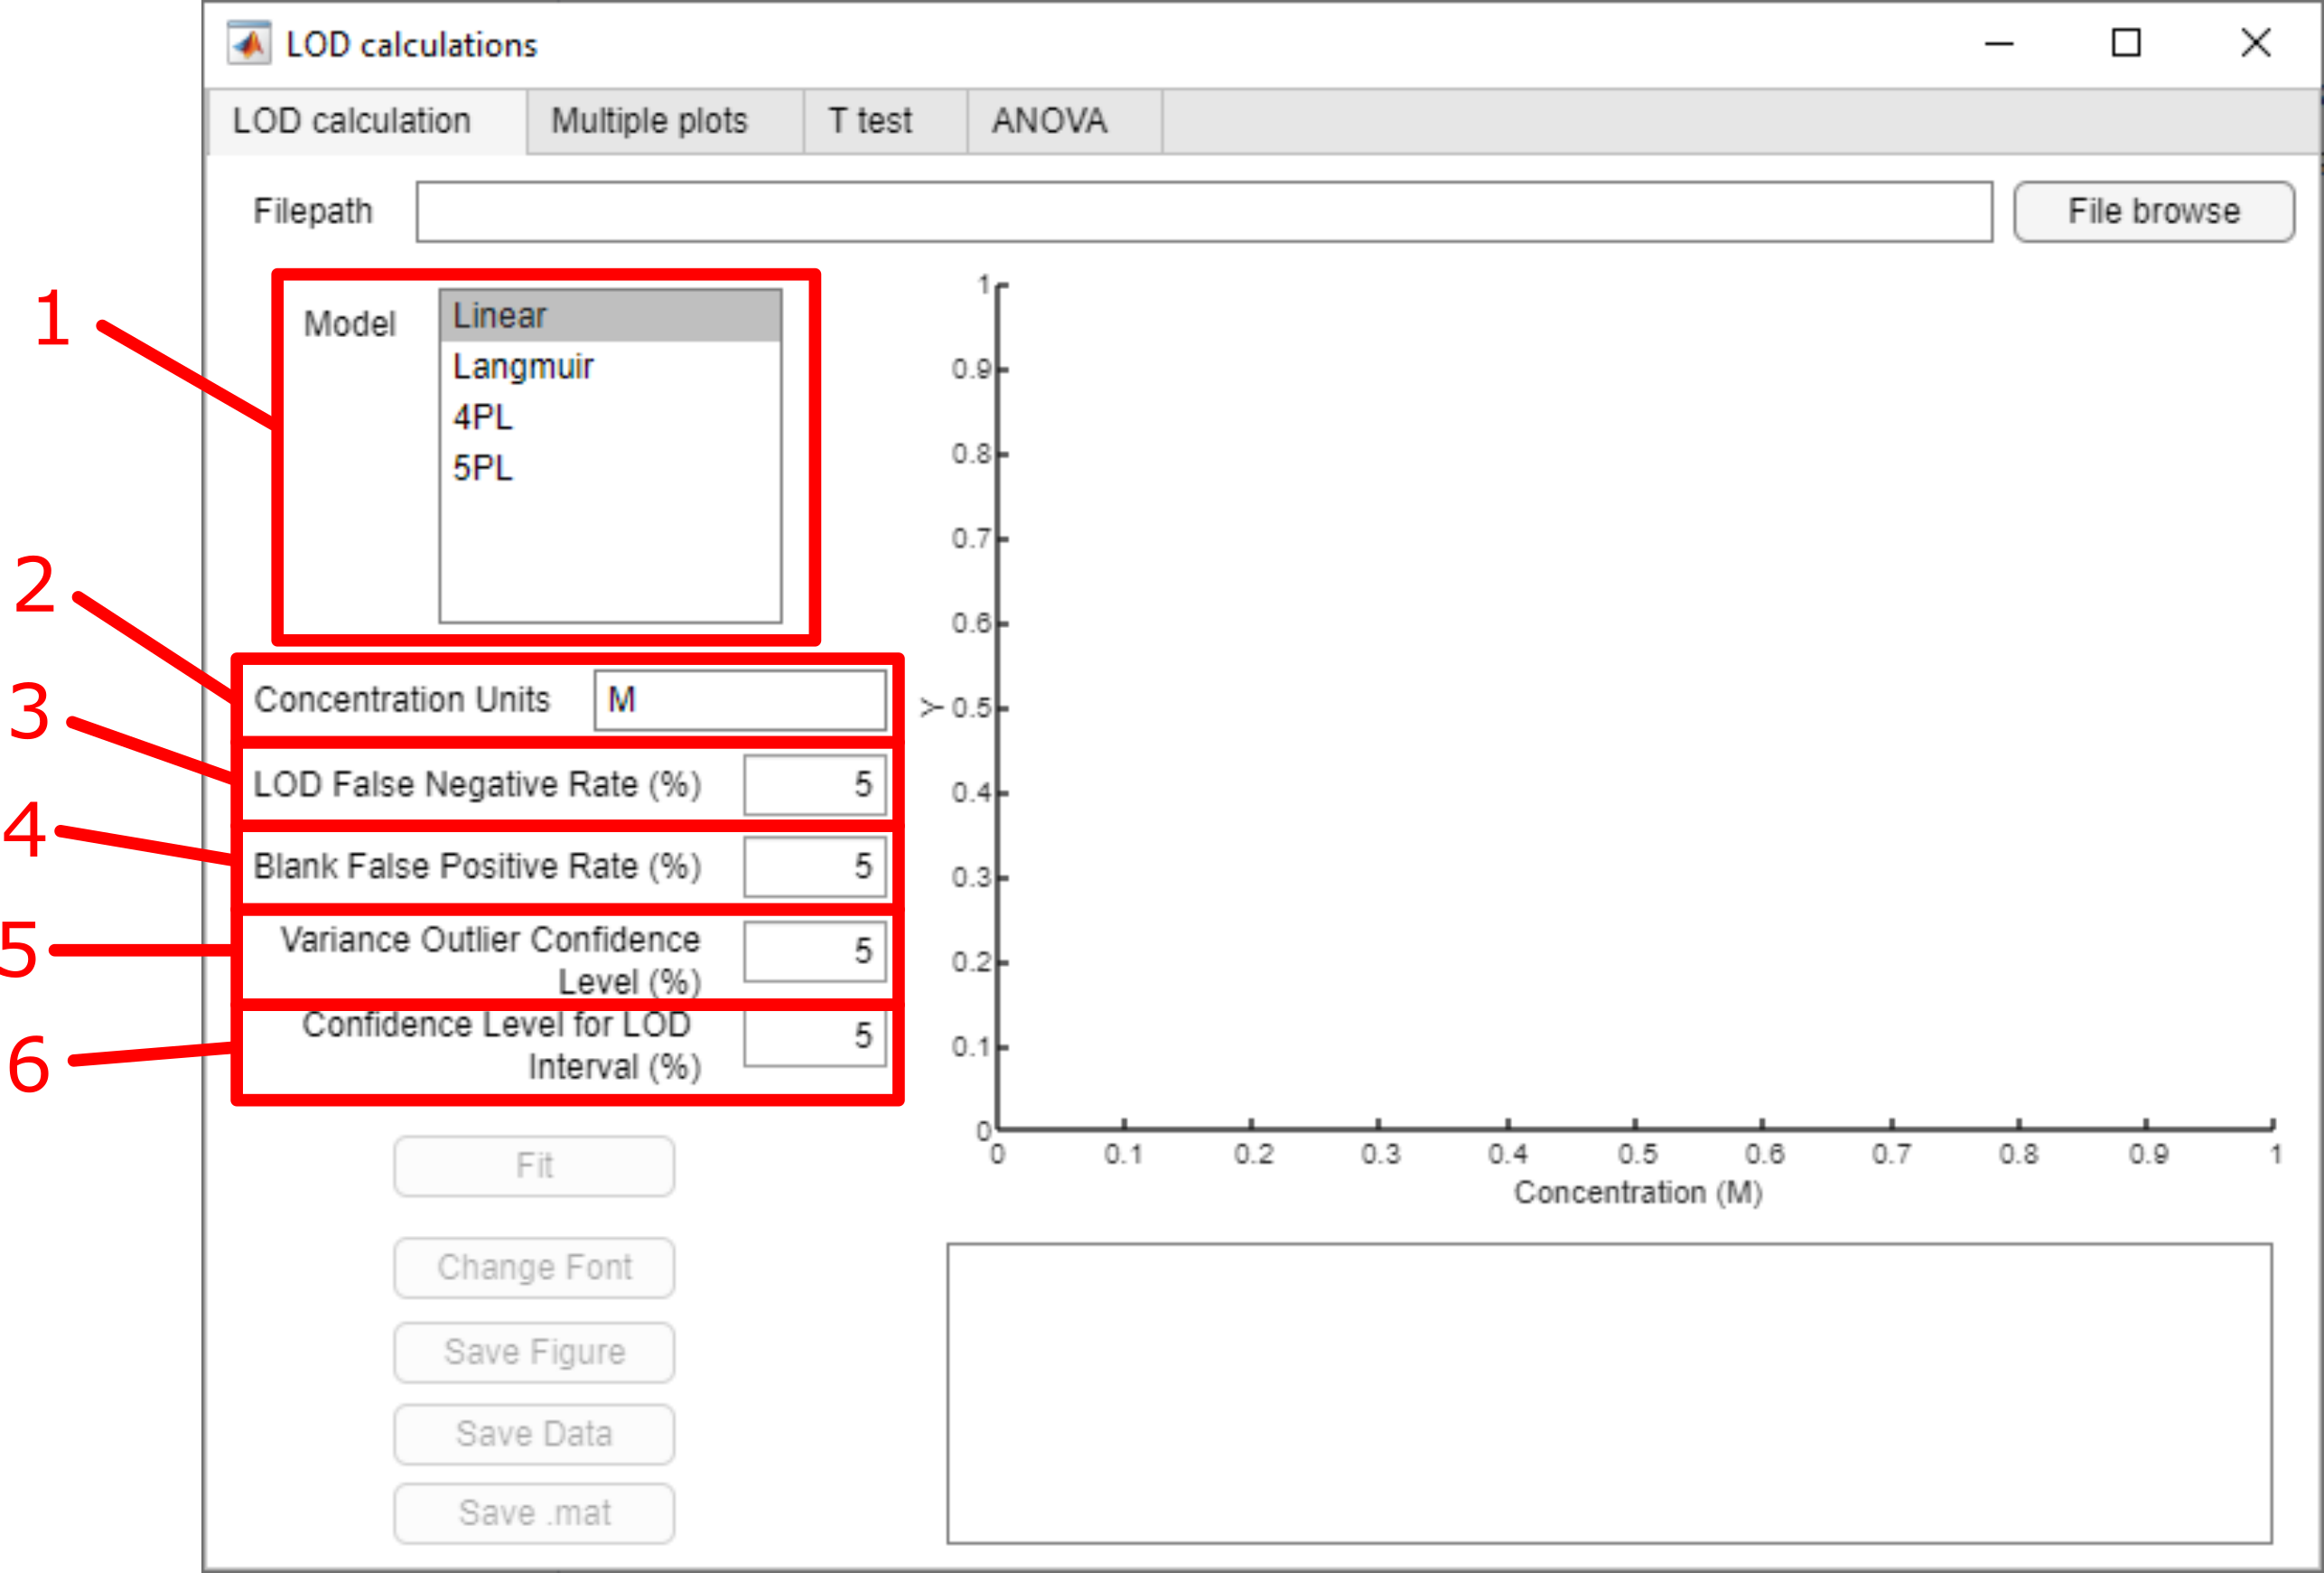 LOD calculations
LOD calculation
Multiple plots
T test
ANOVA
Filepath
File browse
1
Model
Linear
Langmuir
4PL
5PL
2
Concentration Units
M
3
LOD False Negative Rate (%)
5
4
Blank False Positive Rate (%)
5
5
Variance Outlier Confidence
Level (%)
5
6
Confidence Level for LOD
Interval (%)
5
Fit
Change Font
Save Figure
Save Data
Save .mat
Y
1
0.9
0.8
0.7
0.6
0.5
0.4
0.3
0.2
0.1
0
0
0.1
0.2
0.3
0.4
0.5
0.6
0.7
0.8
0.9
1
Concentration (M)